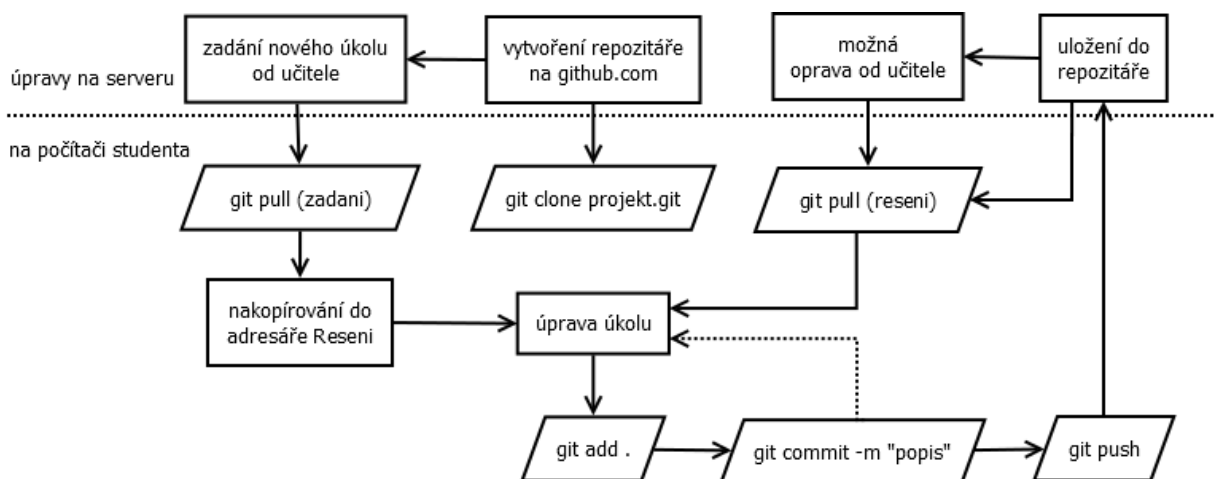 zadání nového úkolu
od učitele
vytvoření repozitáře
na github.com
možná
oprava od učitele
uložení do
repozitáře
úpravy na serveru
na počítači studenta
git pull (zadani)
git clone projekt.git
git pull (reseni)
nakopírování do
adresáře Reseni
úprava úkolu
git add .
git commit -m "popis"
git push